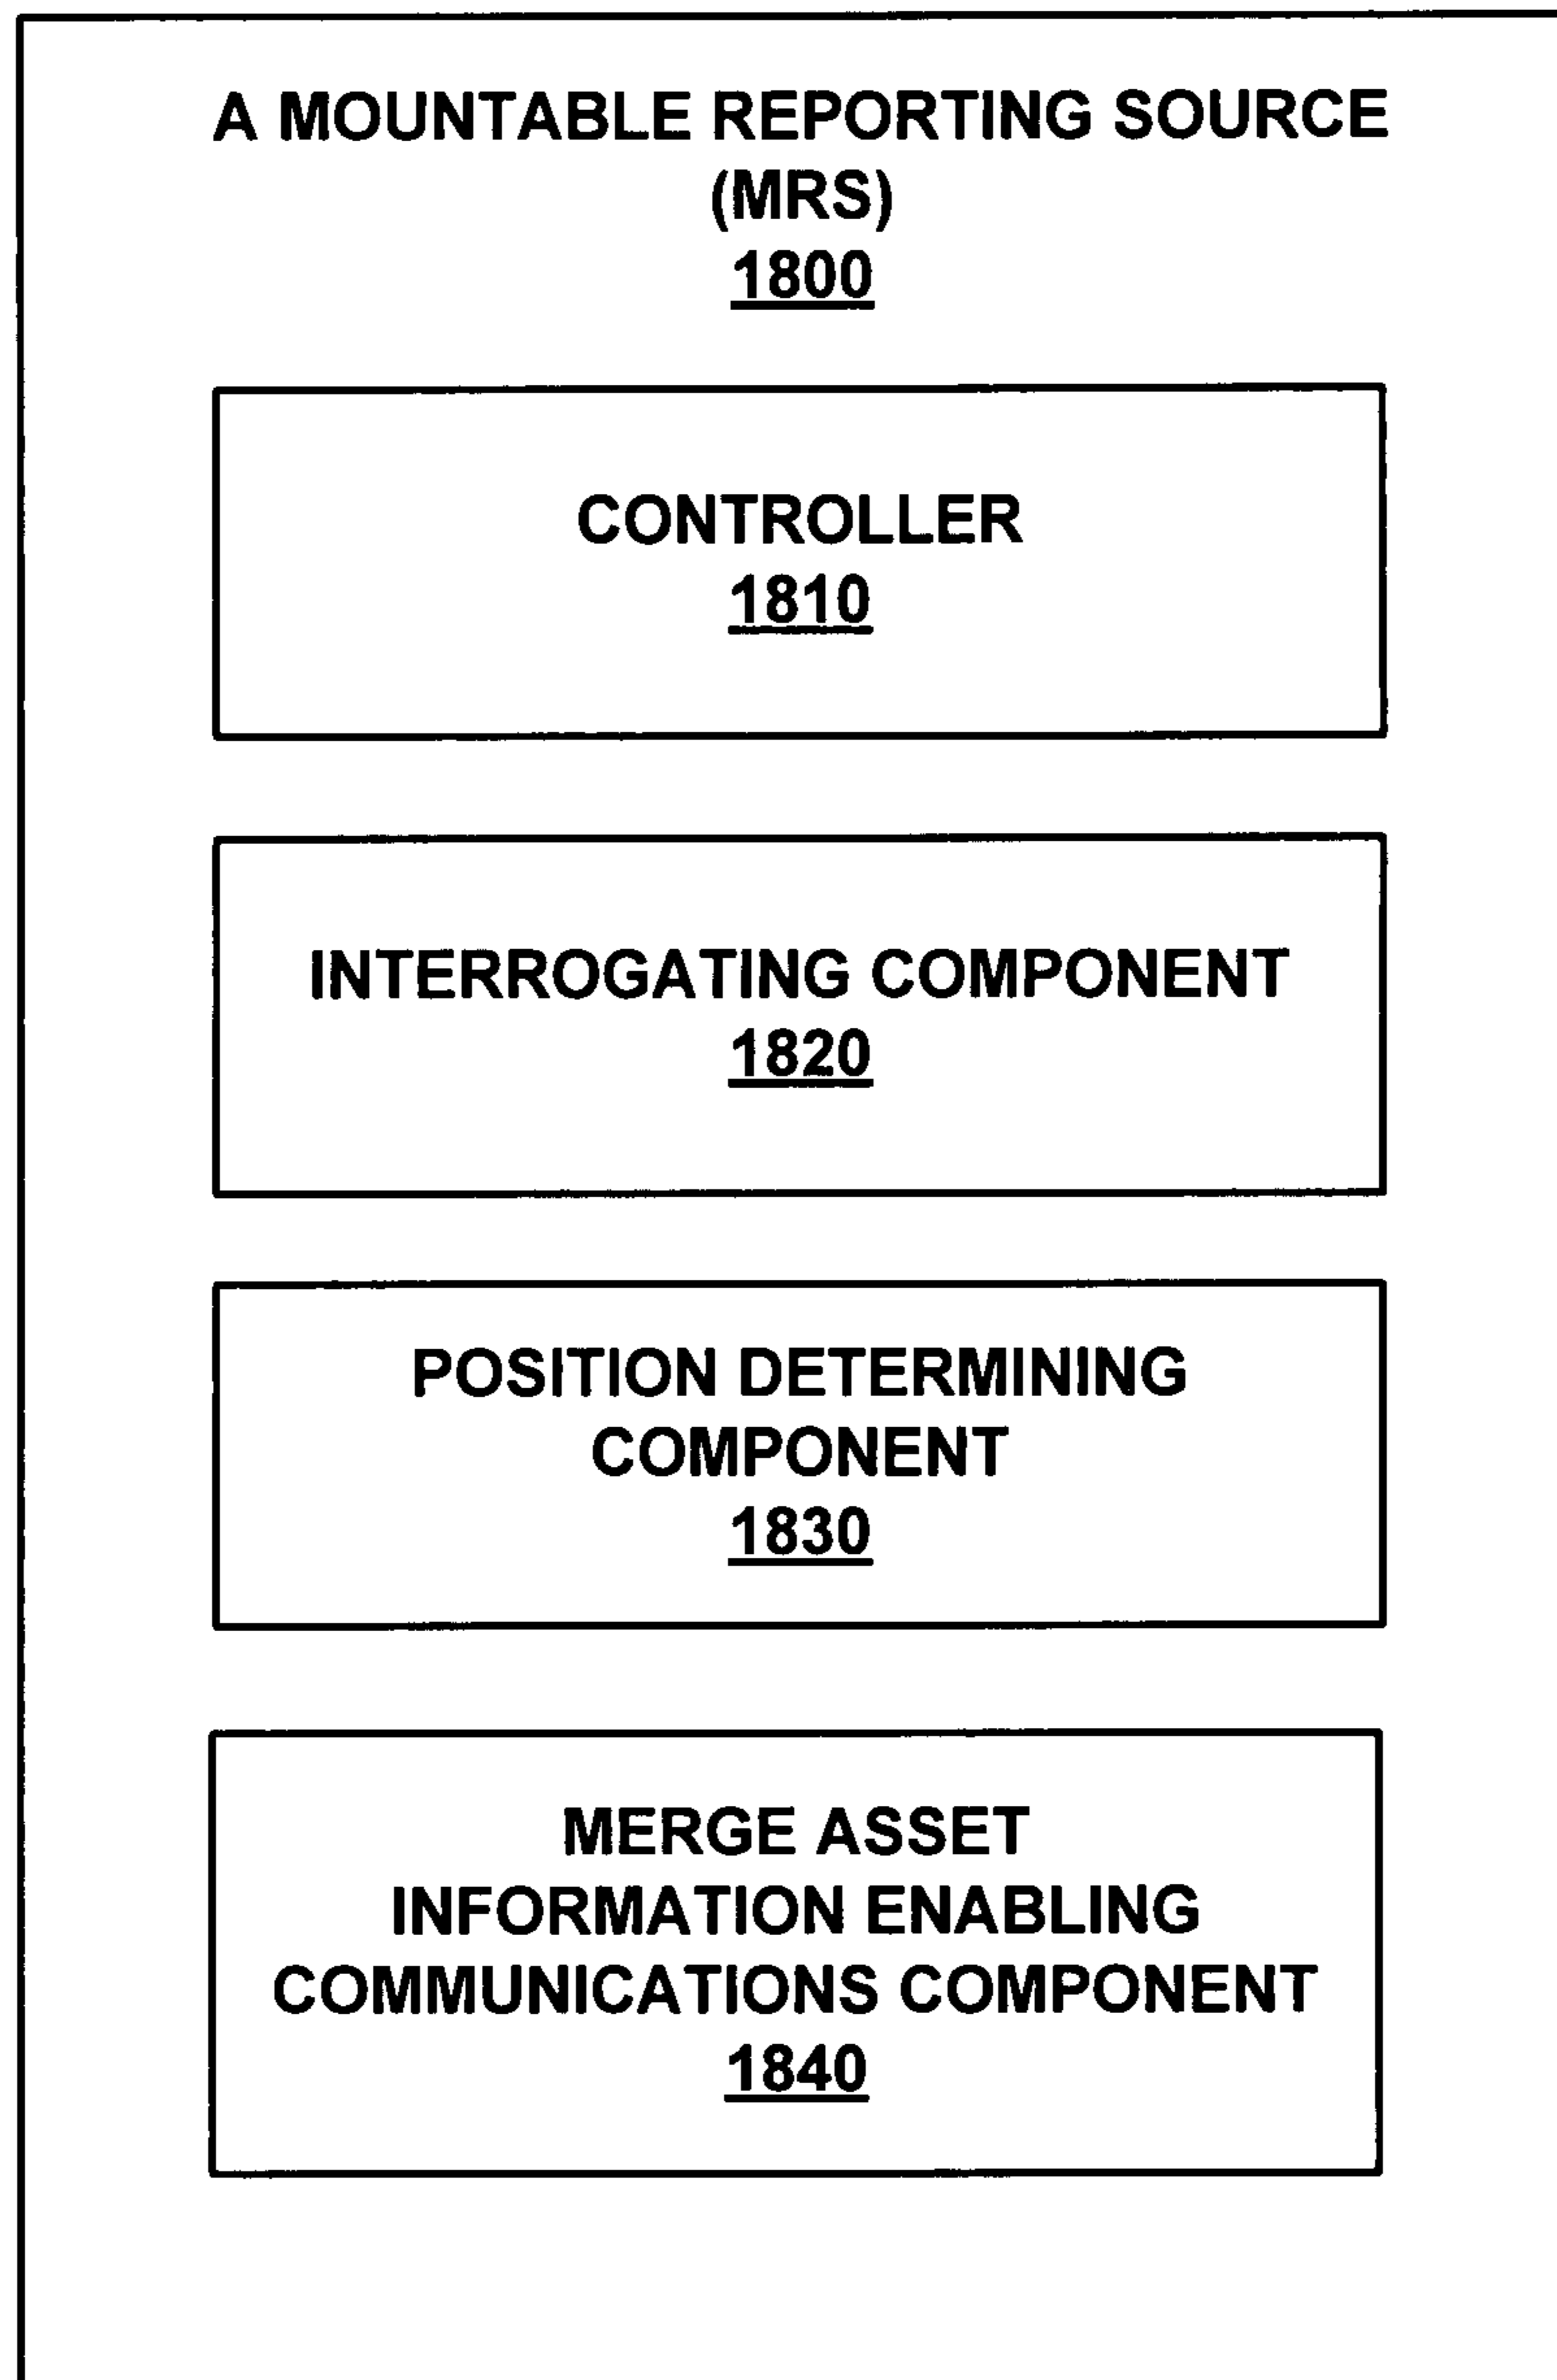 A MOUNTABLE REPORTING SOURCE
(MRS)
1800
CONTROLLER
1810
INTERROGATING COMPONENT
1820
POSITION DETERMINING
COMPONENT
1830
MERGE ASSET
INFORMATION ENABLING
COMMUNICATIONS COMPONENT
1840